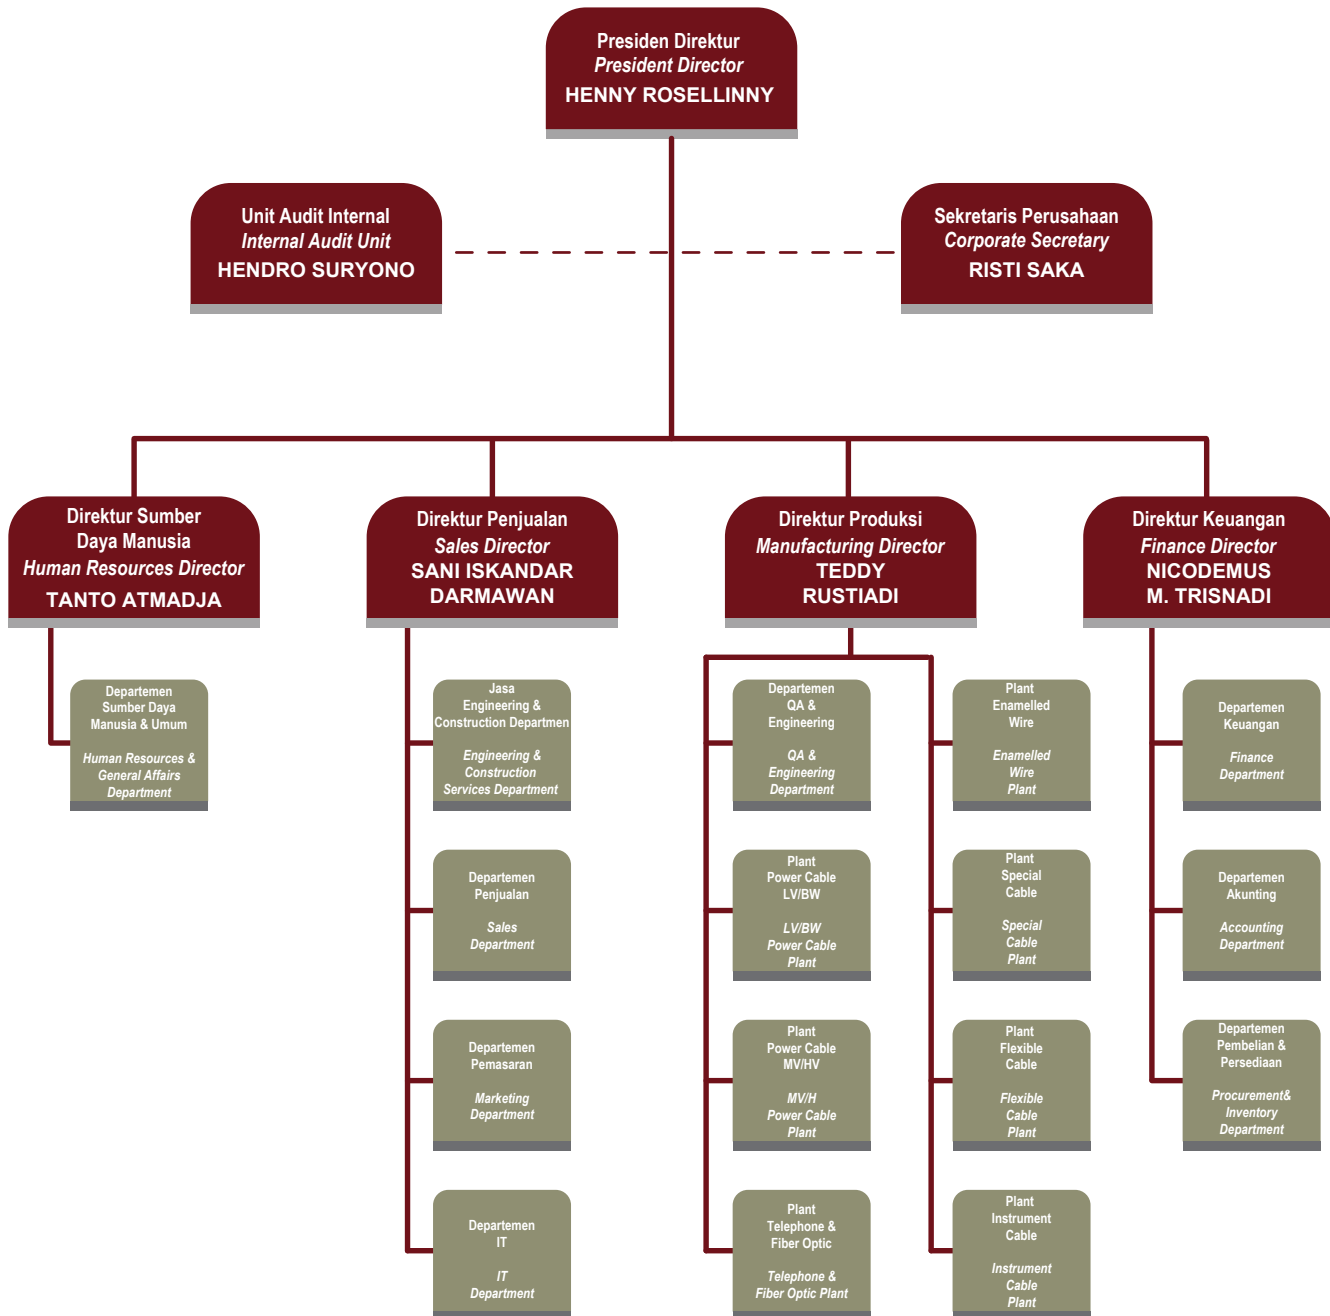 Presiden Direktur
President Director
HENNY ROSELLINNY
Unit Audit Internal
Internal Audit Unit
HENDRO SURYONO
Sekretaris Perusahaan
Corporate Secretary
RISTI SAKA
Direktur Sumber
Daya Manusia
Human Resources Director
TANTO ATMADJA
Direktur Penjualan
Sales Director
SANI ISKANDAR
DARMAWAN
Direktur Produksi
Manufacturing Director
TEDDY
RUSTIADI
Direktur Keuangan
Finance Director
NICODEMUS
M. TRISNADI
Departemen
Sumber Daya
Manusia & Umum
Human Resources &
General Affairs
Department
Jasa
Engineering &
Construction Departmen
Engineering &
Construction
Services Department
Departemen
QA &
Engineering
QA &
Engineering
Department
Plant
Enamelled
Wire
Enamelled
Wire
Plant
Departemen
Keuangan
Finance
Department
Departemen
Penjualan
Sales
Department
Plant
Power Cable
LV/BW
LV/BW
Power Cable
Plant
Plant
Special
Cable
Special
Cable
Plant
Departemen
Akunting
Accounting
Department
Departemen
Pemasaran
Marketing
Department
Plant
Power Cable
MV/HV
MV/H
Power Cable
Plant
Plant
Flexible
Cable
Flexible
Cable
Plant
Departemen
Pembelian &
Persediaan
Procurement&
Inventory
Department
Departemen
IT
IT
Department
Plant
Telephone &
Fiber Optic
Telephone &
Fiber Optic Plant
Plant
Instrument
Cable
Instrument
Cable
Plant